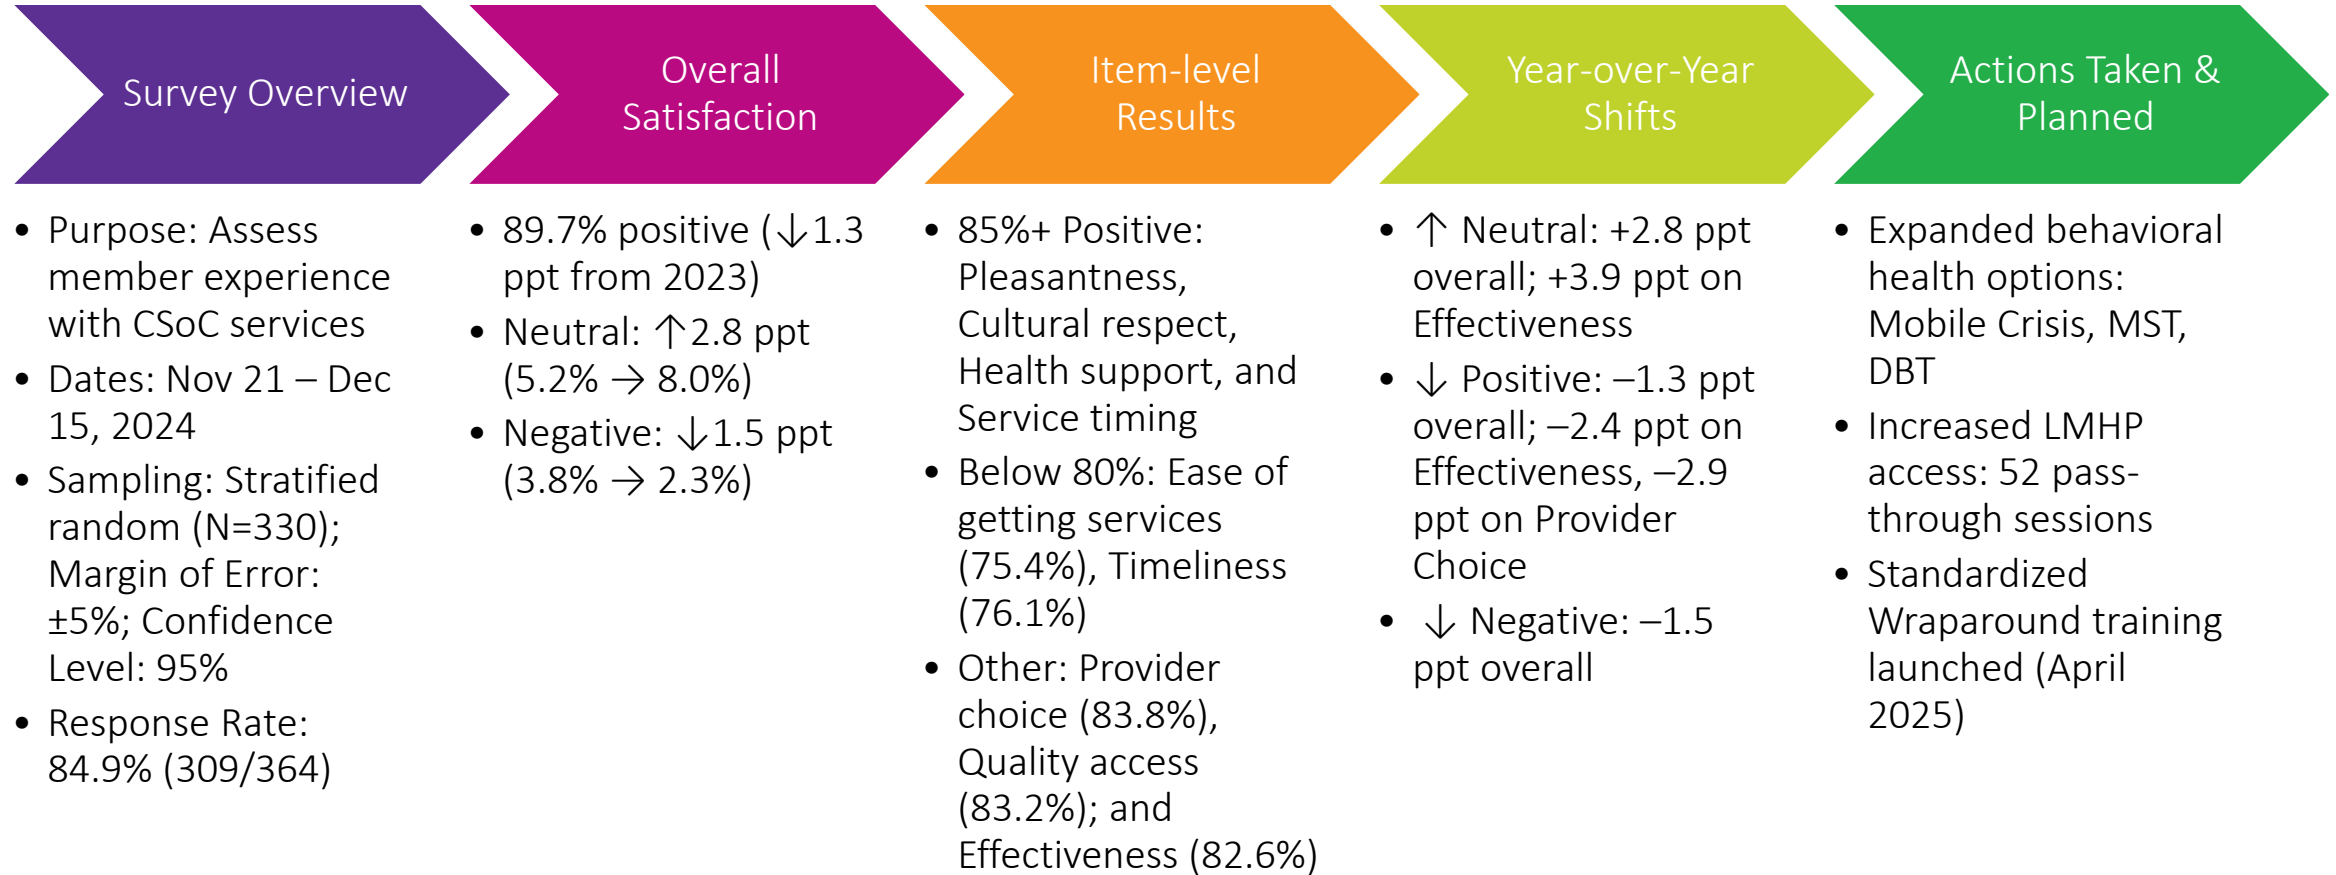 Survey Overview
• Purpose: Assess
member experience
with CSoC services
• Dates: Nov 21 – Dec
15, 2024
• Sampling: Stratified
random (N=330);
Margin of Error:
±5%; Confidence
Level: 95%
• Response Rate:
84.9% (309/364)
Overall
Satisfaction
• 89.7% positive (↓1.3
ppt from 2023)
• Neutral: ↑2.8 ppt
(5.2% → 8.0%)
• Negative: ↓1.5 ppt
(3.8% → 2.3%)
Item-level
Results
• 85%+ Positive:
Pleasantness,
Cultural respect,
Health support, and
Service timing
• Below 80%: Ease of
getting services
(75.4%), Timeliness
(76.1%)
• Other: Provider
choice (83.8%),
Quality access
(83.2%); and
Effectiveness (82.6%)
Year-over-Year
Shifts
• ↑ Neutral: +2.8 ppt
overall; +3.9 ppt on
Effectiveness
• ↓ Positive: –1.3 ppt
overall; –2.4 ppt on
Effectiveness, –2.9
ppt on Provider
Choice
• ↓ Negative: –1.5
ppt overall
Actions Taken &
Planned
• Expanded behavioral
health options:
Mobile Crisis, MST,
DBT
• Increased LMHP
access: 52 pass-
through sessions
• Standardized
Wraparound training
launched (April
2025)